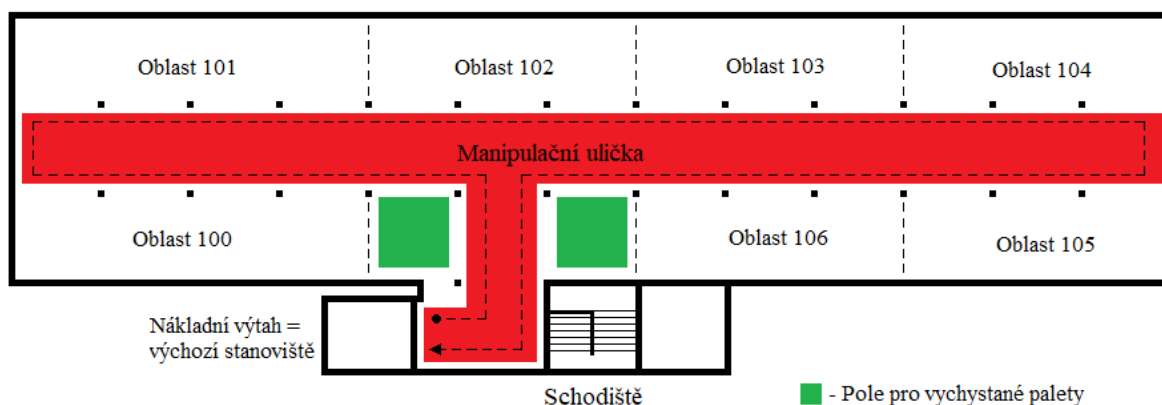 Oblast 101
Oblast 102
Oblast 103
Oblast 104
Manipulační ulička
Oblast 100
Oblast 106
Oblast 105
Nákladní výtah =
výchozí stanoviště
Schodiště
- Pole pro vychystané palety